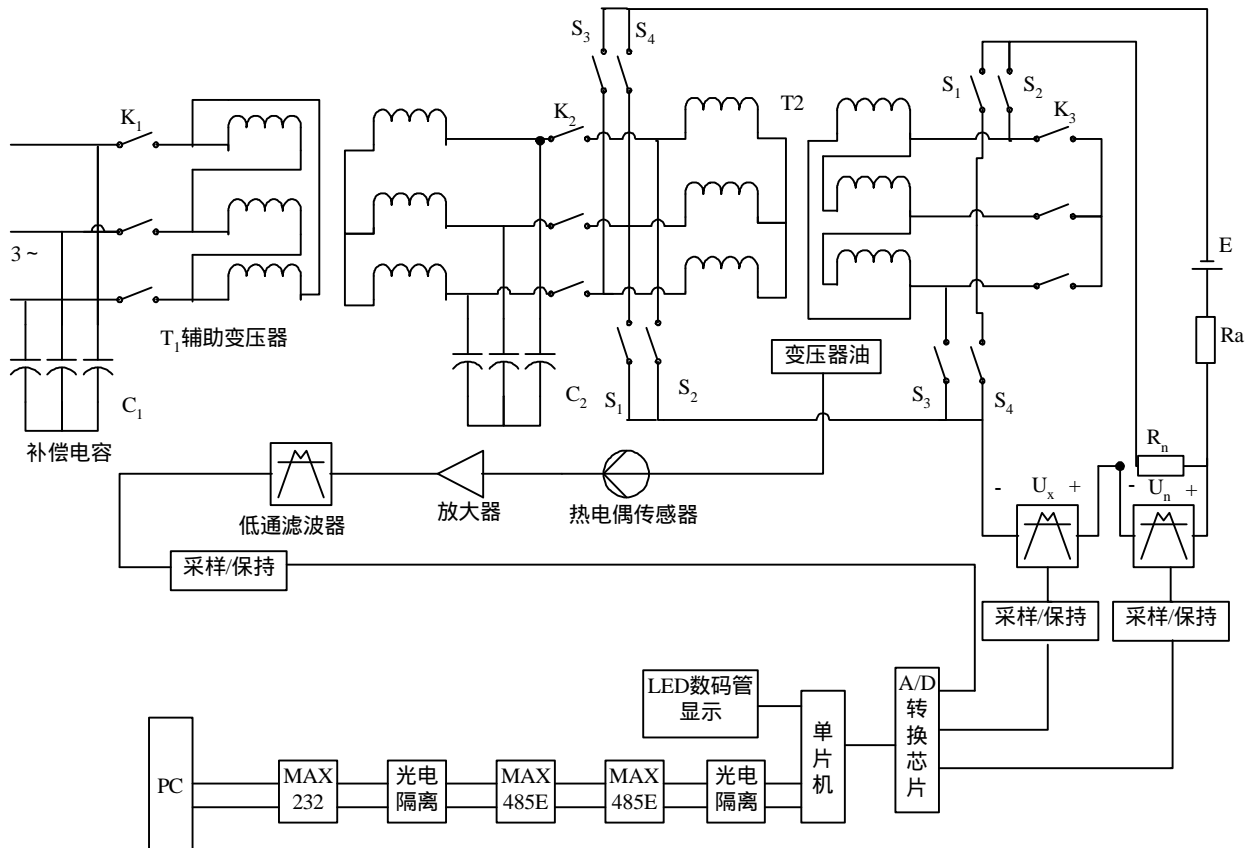 S3
S4
S1
S2
K1
K2
T2
K3
3 ~
E
T1辅助变压器
变压器油
Ra
C1
C2
S1
S2
S3
S4
补偿电容
Rn
- Ux +
- Un +
低通滤波器
放大器
热电偶传感器
采样/保持
采样/保持
采样/保持
LED数码管
显示
A/D
转
换
芯
片
单
片
机
PC
MAX
232
光电
隔离
MAX
485E
MAX
485E
光电
隔离